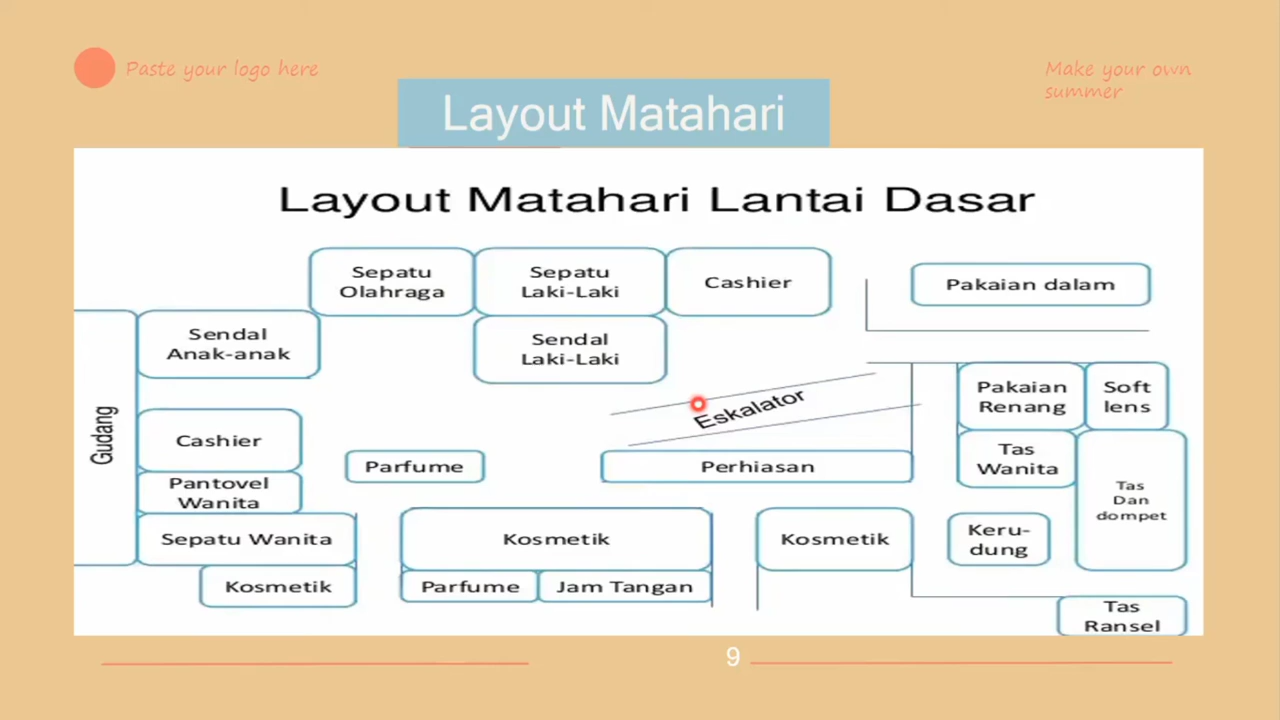 Paste your logo here
Make your own
summer
Layout Matahari
Layout Matahari Lantai Dasar
Sepatu
Olahraga
Sepatu
Laki-Laki
Cashier
Pakaian dalam
Sendal
Anak-anak
Sendal
Laki-Laki
Gudang
Eskalator
Pakaian
Renang
Soft
lens
Cashier
Parfume
Perhiasan
Tas
Wanita
Tas
Dan
dompet
Pantovel
Wanita
Sepatu Wanita
Kosmetik
Kosmetik
Keru-
dung
Kosmetik
Parfume
Jam Tangan
Tas
Ransel
9